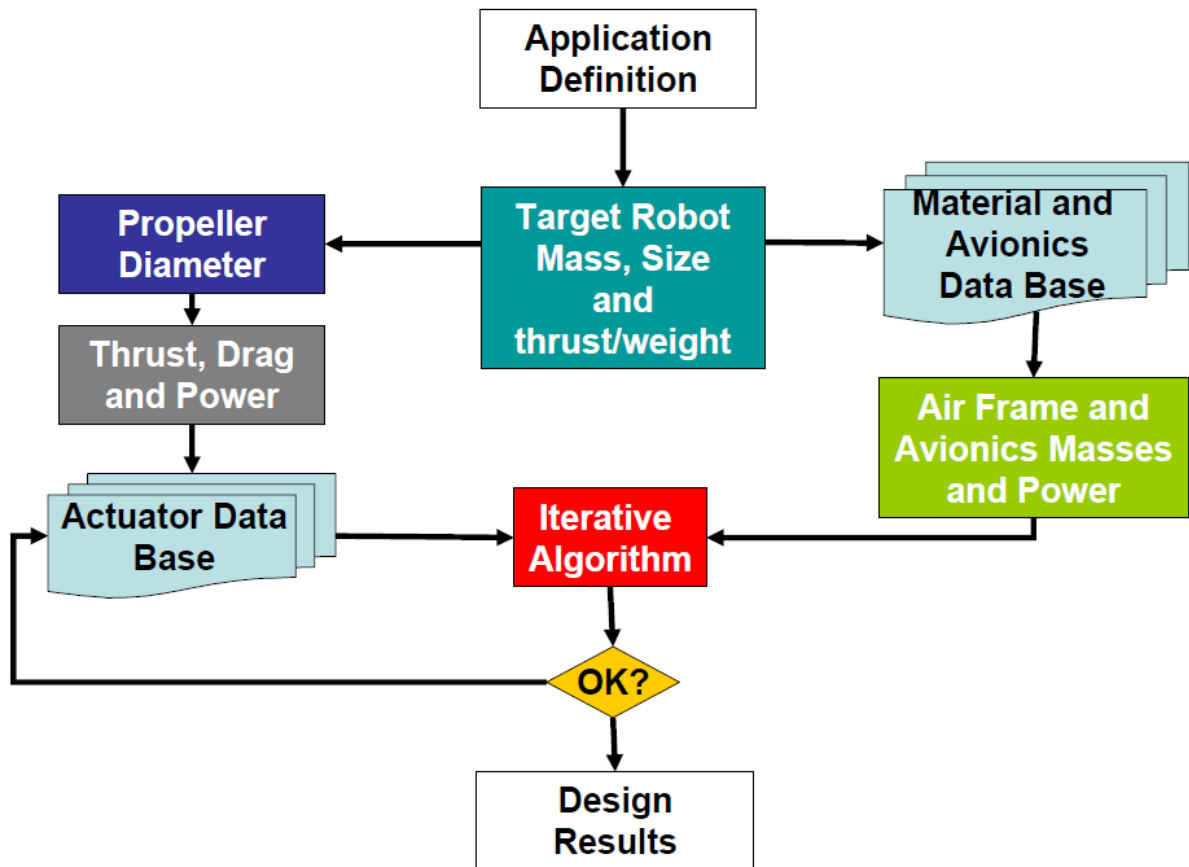 Application
Definition
Propeller
Diameter
Target Robot
Mass, Size
and
thrust/weight
Material and
Avionics
Data Base
Thrust, Drag
and Power
Air Frame and
Avionics Masses
and Power
Actuator Data
Base
Iterative
Algorithm
OK?
Design
Results